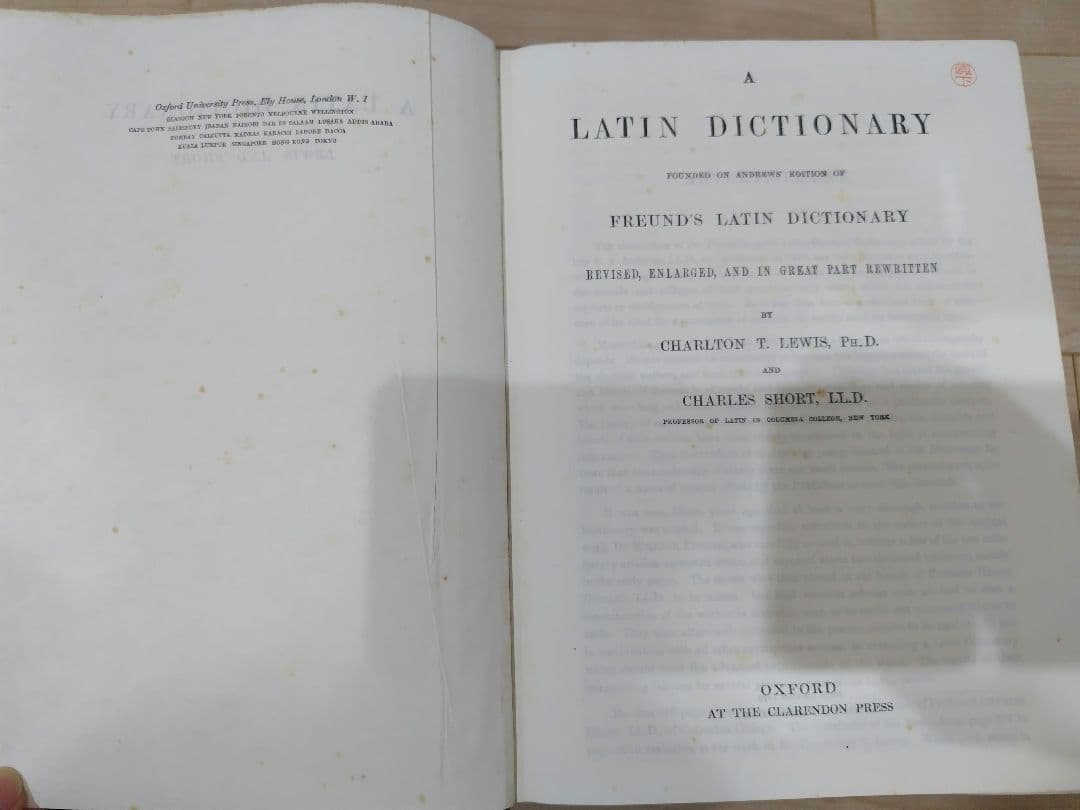 Oxford University Press, Ely House, London W. 1
GLASGOW NEW YORK TORONTO MELBOURNE WELLINGTON
CAPE TOWN SALISBURY IBADAN NAIROBI DAR ES SALAAM LUSAKA ADDIS ABABA
BOMBAY CALCUTTA MADRAS KARACHI LAHORE DACCA
KUALA LUMPUR SINGAPORE HONG KONG TOKYO
A
LATIN DICTIONARY
FOUNDED ON ANDREWS' EDITION OF
FREUND'S LATIN DICTIONARY
REVISED, ENLARGED, AND IN GREAT PART REWRITTEN
BY
CHARLTON T. LEWIS, PH.D.
AND
CHARLES SHORT, LL.D.
PROFESSOR OF LATIN IN COLUMBIA COLLEGE, NEW YORK
OXFORD
AT THE CLARENDON PRESS